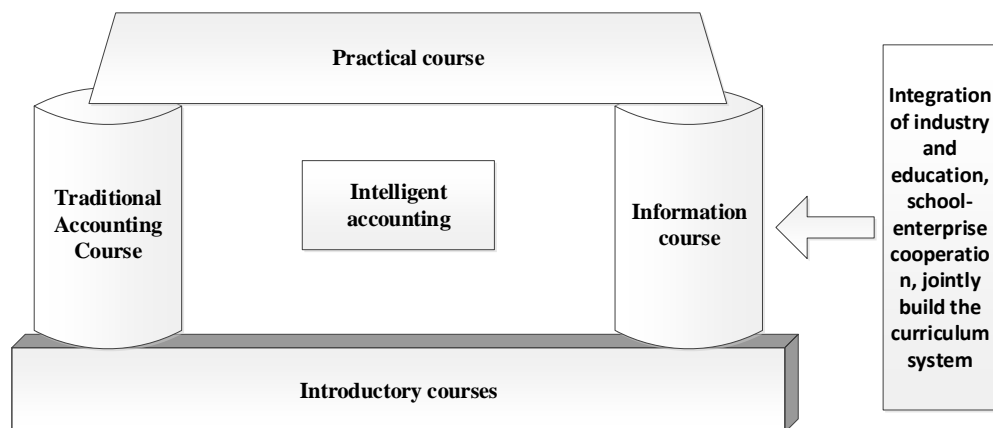 Practical course
Traditional
Accounting
Course
Intelligent
accounting
Information
course
Introductory courses
Integration
of industry
and
education,
school-
enterprise
cooperatio
n, jointly
build the
curriculum
system